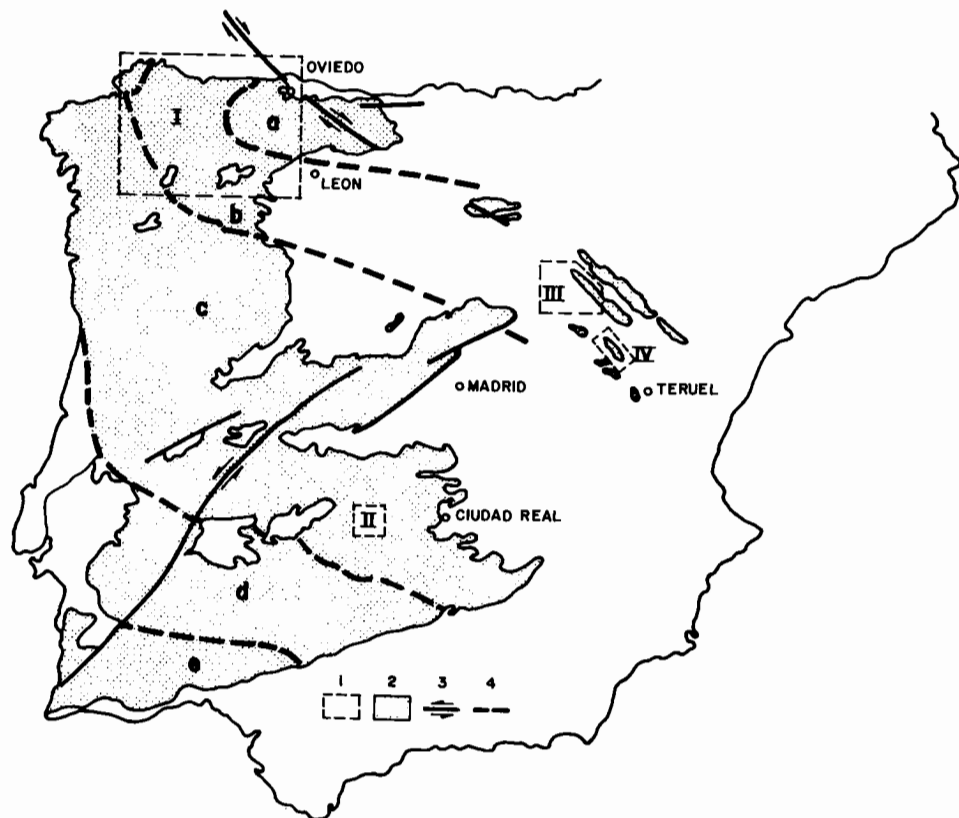 OVIEDO
I
a
LEON
b
III
c
IV
MADRID
TERUEL
II
CIUDAD REAL
d
e
1 2 3 4